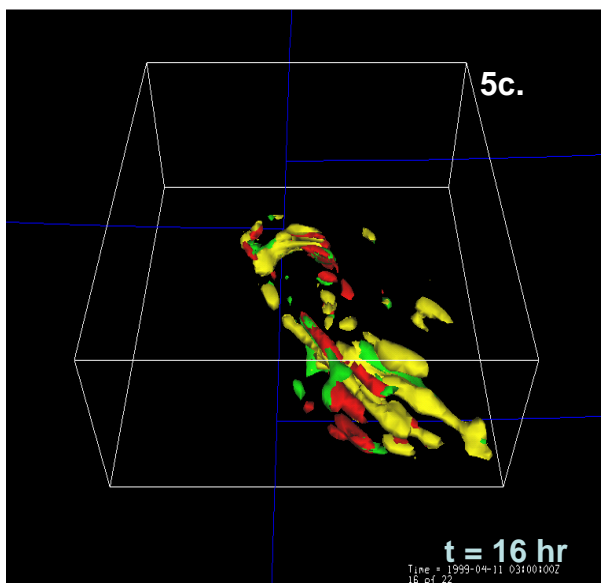 5c.
t = 16 hr
Time = 1999-04-11 03:00:00Z
16 of 22